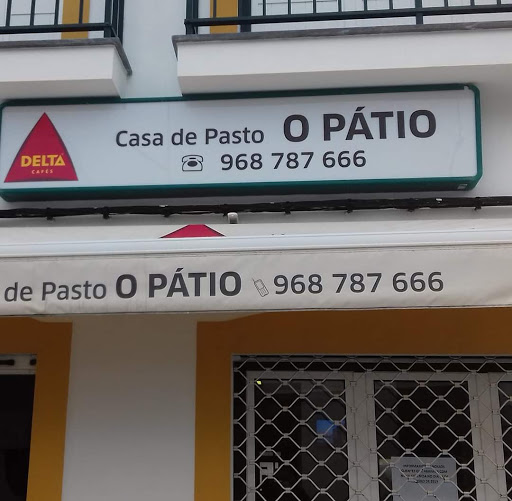 DELTA
CAFÉS
Casa de Pasto O PÁTIO
968 787 666
de Pasto O PÁTIO 968 787 666